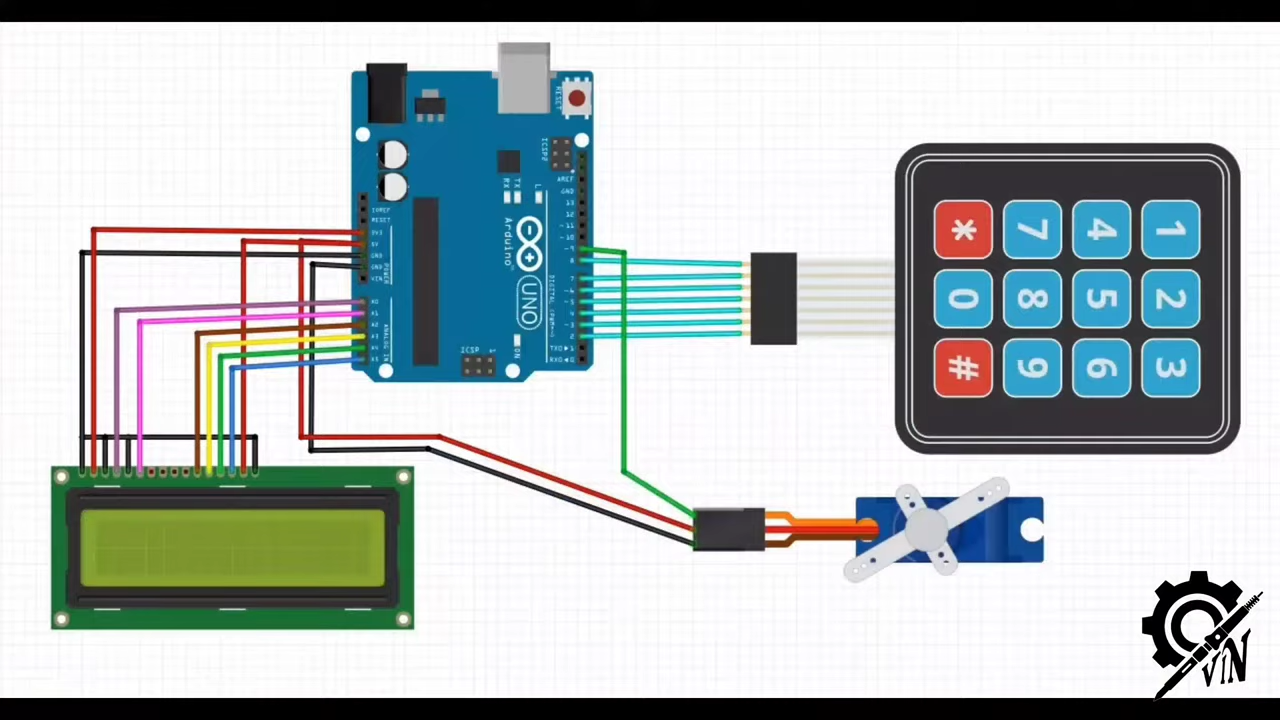 RESET
ICSP2
AREF
GND
13
12
~11
~10
~9
8
7
~6
~5
4
~3
2
TXO▶1
RXO◀0
DIGITAL (PWM~)
L
TX
RX
Arduino
UNO
ON
ICSP
IOREF
RESET
3V3
5V
GND
GND
VIN
POWER
A0
A1
A2
A3
A4
A5
ANALOG IN
* 7 4 1
0 8 5 2
# 9 6 3
VIN